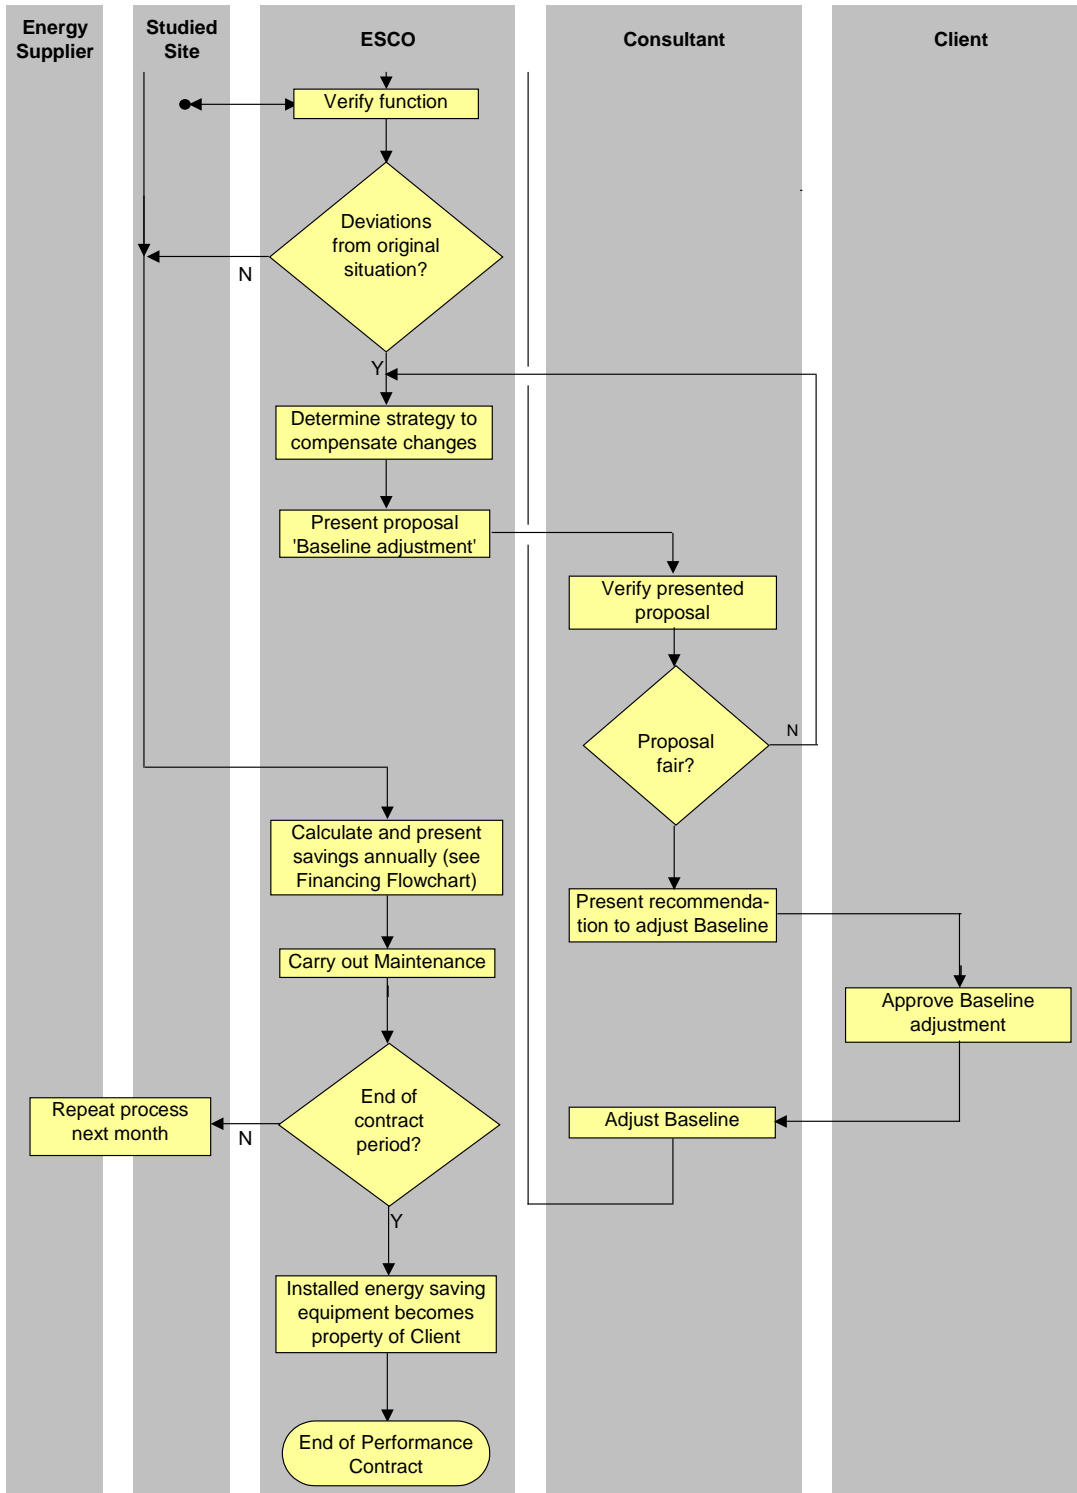 Energy
Supplier
Studied
Site
ESCO
Consultant
Client
Verify function
Deviations
from original
situation?
N
Y
Determine strategy to
compensate changes
Present proposal
'Baseline adjustment'
Verify presented
proposal
Proposal
fair?
N
Calculate and present
savings annually (see
Financing Flowchart)
Present recommenda-
tion to adjust Baseline
Carry out Maintenance
Approve Baseline
adjustment
End of
contract
period?
Repeat process
next month
N
Adjust Baseline
Y
Installed energy saving
equipment becomes
property of Client
End of Performance
Contract